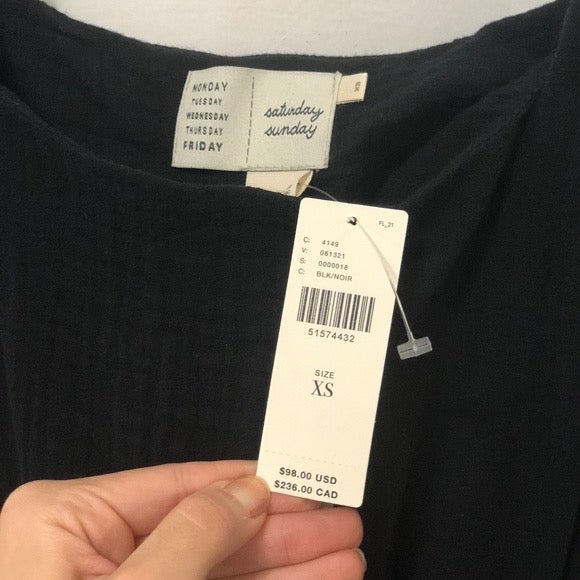 MONDAY
TUESDAY
WEDNESDAY
THURSDAY
FRIDAY
saturday
sunday
XS
FL_21
C: 4149
V: 061321
S: 0000018
C: BLK/NOIR
51574432
SIZE
XS
$98.00 USD
$236.00 CAD